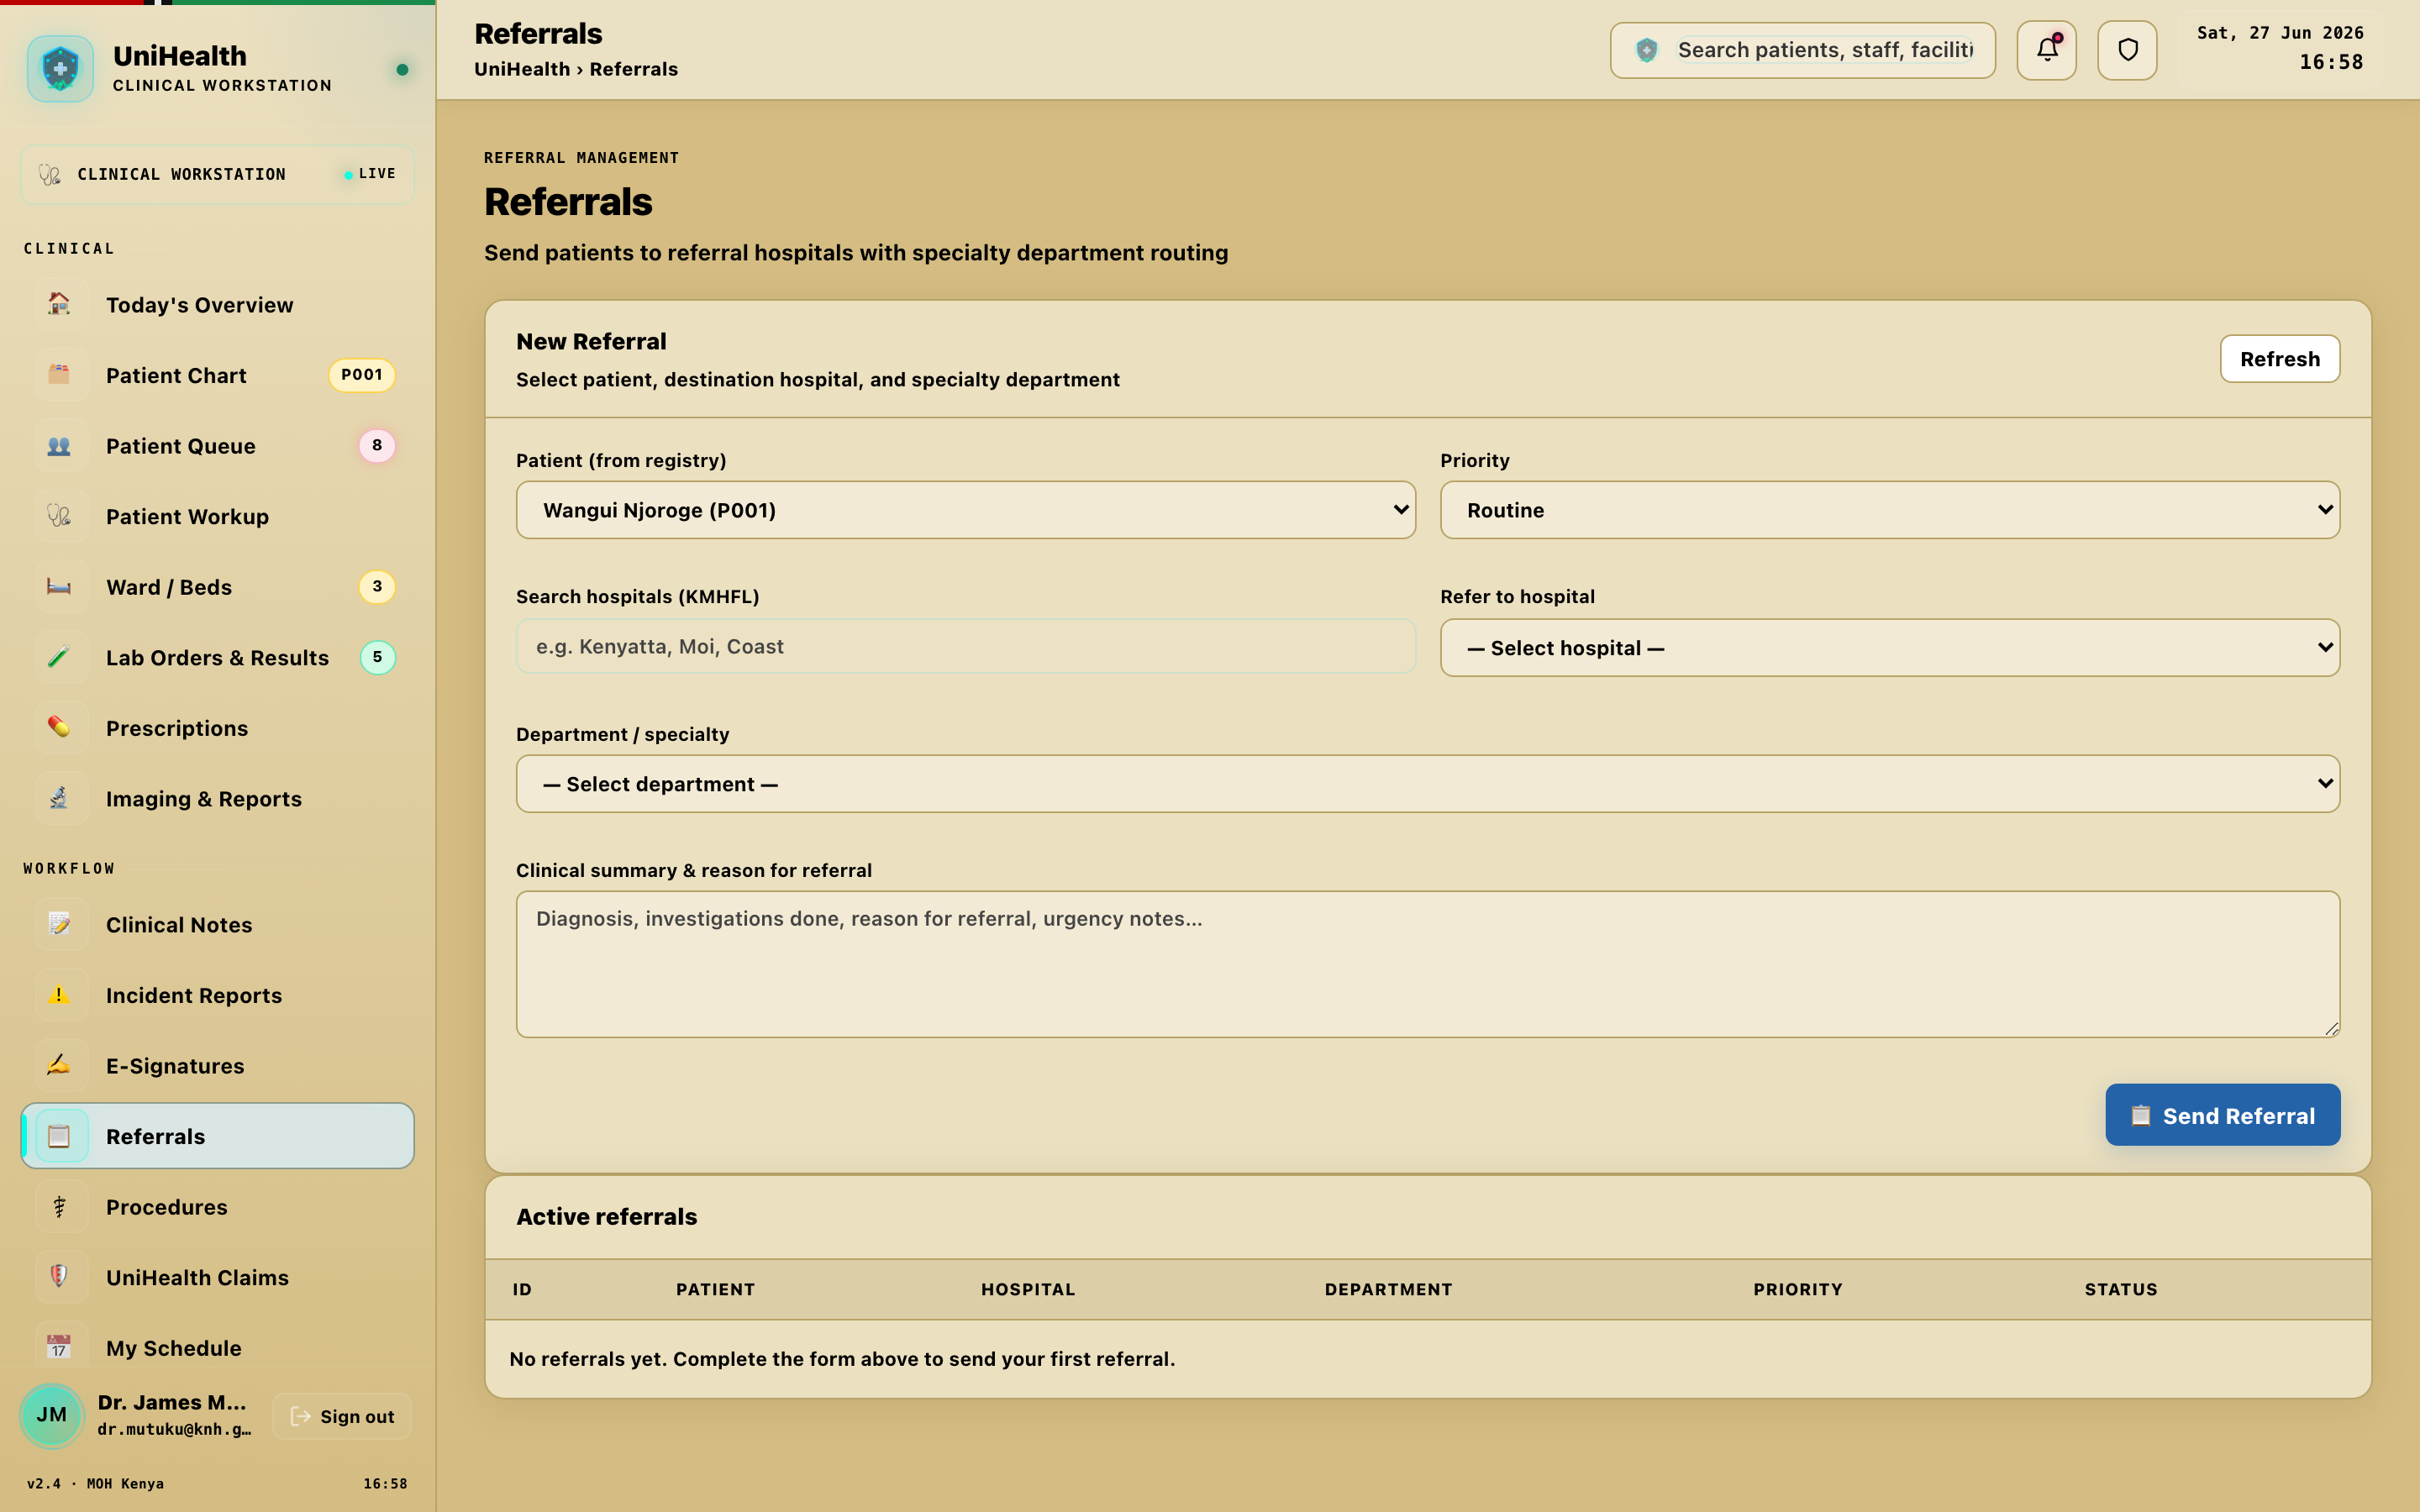 UniHealth
CLINICAL WORKSTATION
CLINICAL WORKSTATION
LIVE
CLINICAL
Today's Overview
Patient Chart
P001
Patient Queue
8
Patient Workup
Ward / Beds
3
Lab Orders & Results
5
Prescriptions
Imaging & Reports
WORKFLOW
Clinical Notes
Incident Reports
E-Signatures
Referrals
Procedures
UniHealth Claims
17
My Schedule
JM
Dr. James M...
dr.mutuku@knh.g...
Sign out
v2.4 · MOH Kenya
16:58
Referrals
UniHealth › Referrals
Search patients, staff, faciliti
Sat, 27 Jun 2026
16:58
REFERRAL MANAGEMENT
Referrals
Send patients to referral hospitals with specialty department routing
New Referral
Select patient, destination hospital, and specialty department
Refresh
Patient (from registry)
Wangui Njoroge (P001)
Priority
Routine
Search hospitals (KMHFL)
e.g. Kenyatta, Moi, Coast
Refer to hospital
— Select hospital —
Department / specialty
— Select department —
Clinical summary & reason for referral
Diagnosis, investigations done, reason for referral, urgency notes...
Send Referral
Active referrals
ID PATIENT HOSPITAL DEPARTMENT PRIORITY STATUS
No referrals yet. Complete the form above to send your first referral.